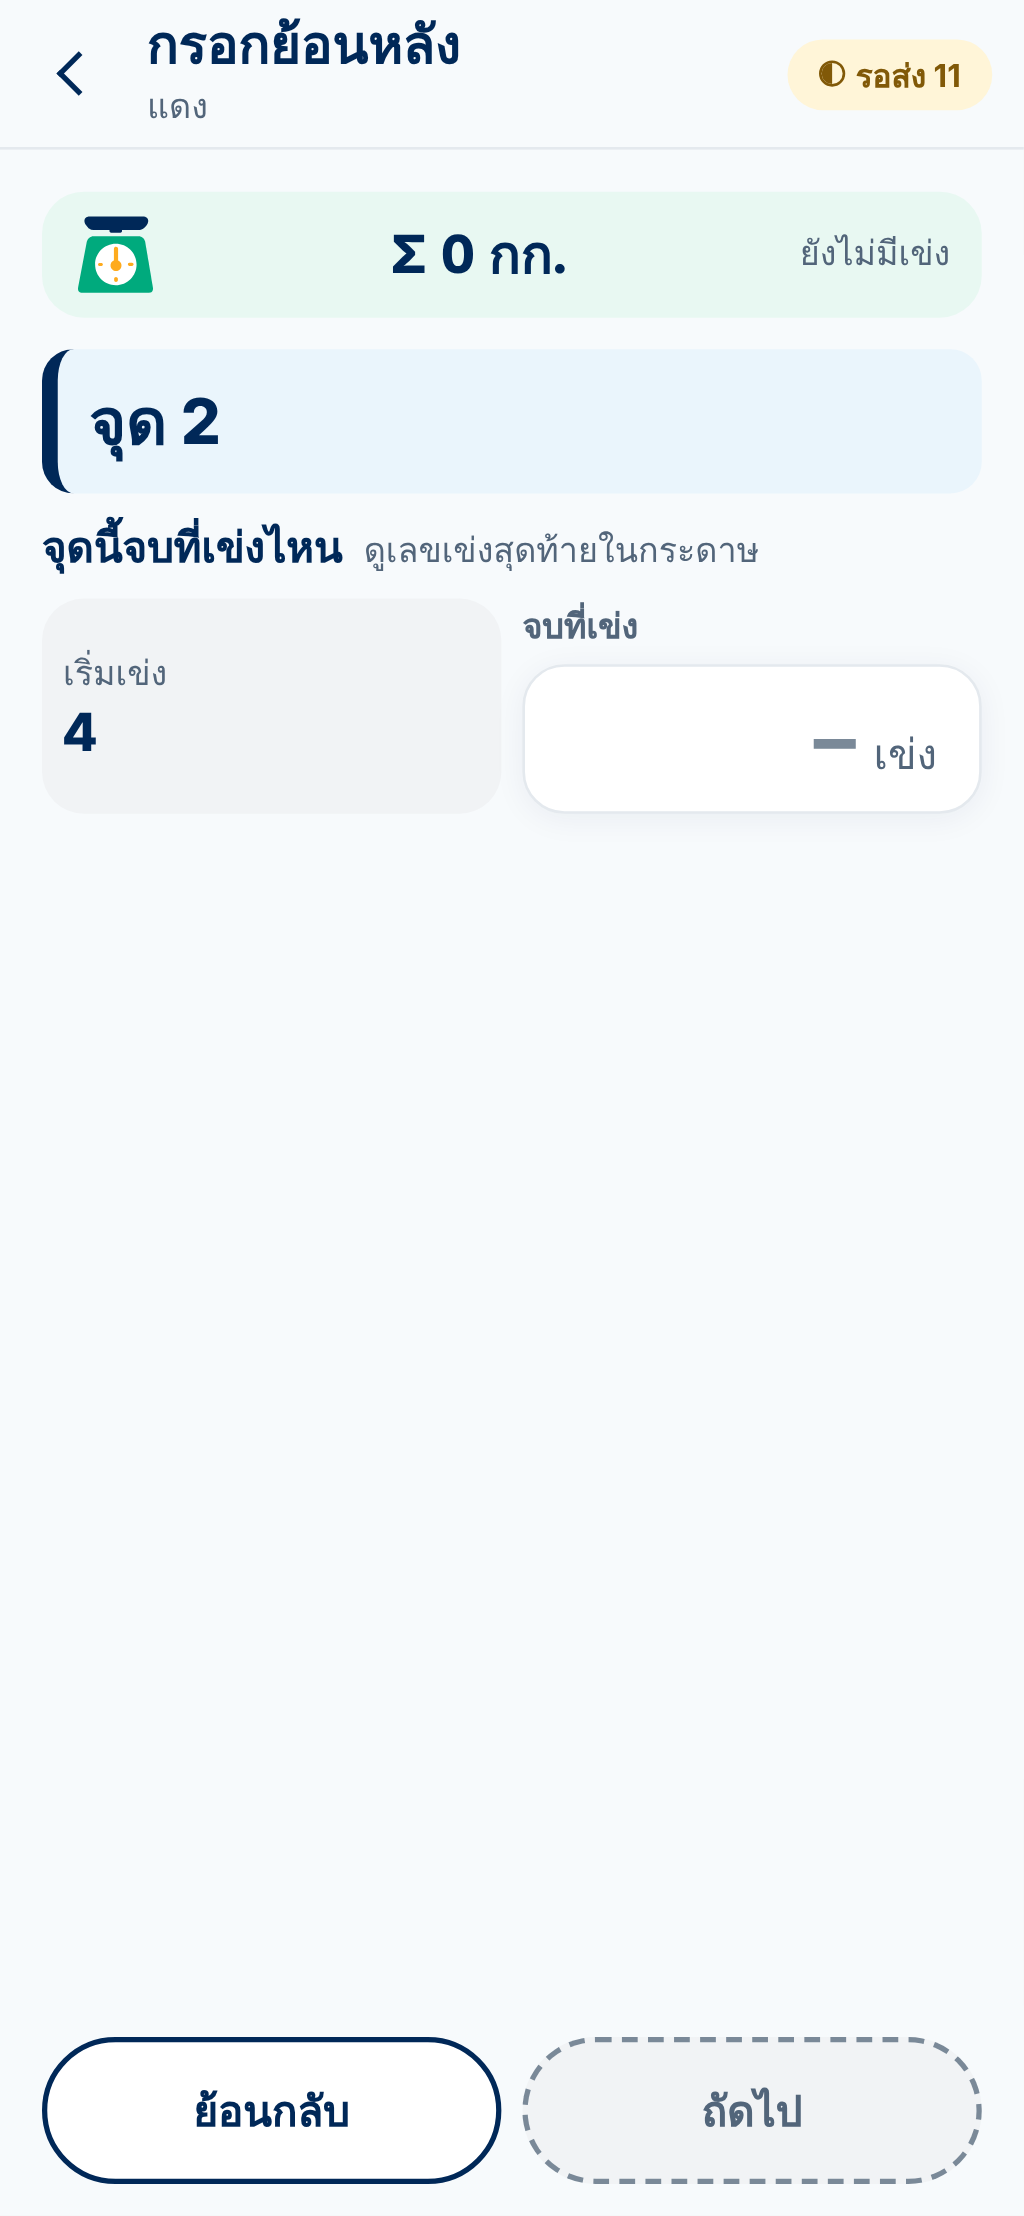 กรอกย้อนหลัง
แดง
รอส่ง 11
Σ 0 กก.
ยังไม่มีเข่ง
จุด 2
จุดนี้จบที่เข่งไหน ดูเลขเข่งสุดท้ายในกระดาษ
เริ่มเข่ง
4
จบที่เข่ง
— เข่ง
ย้อนกลับ
ถัดไป